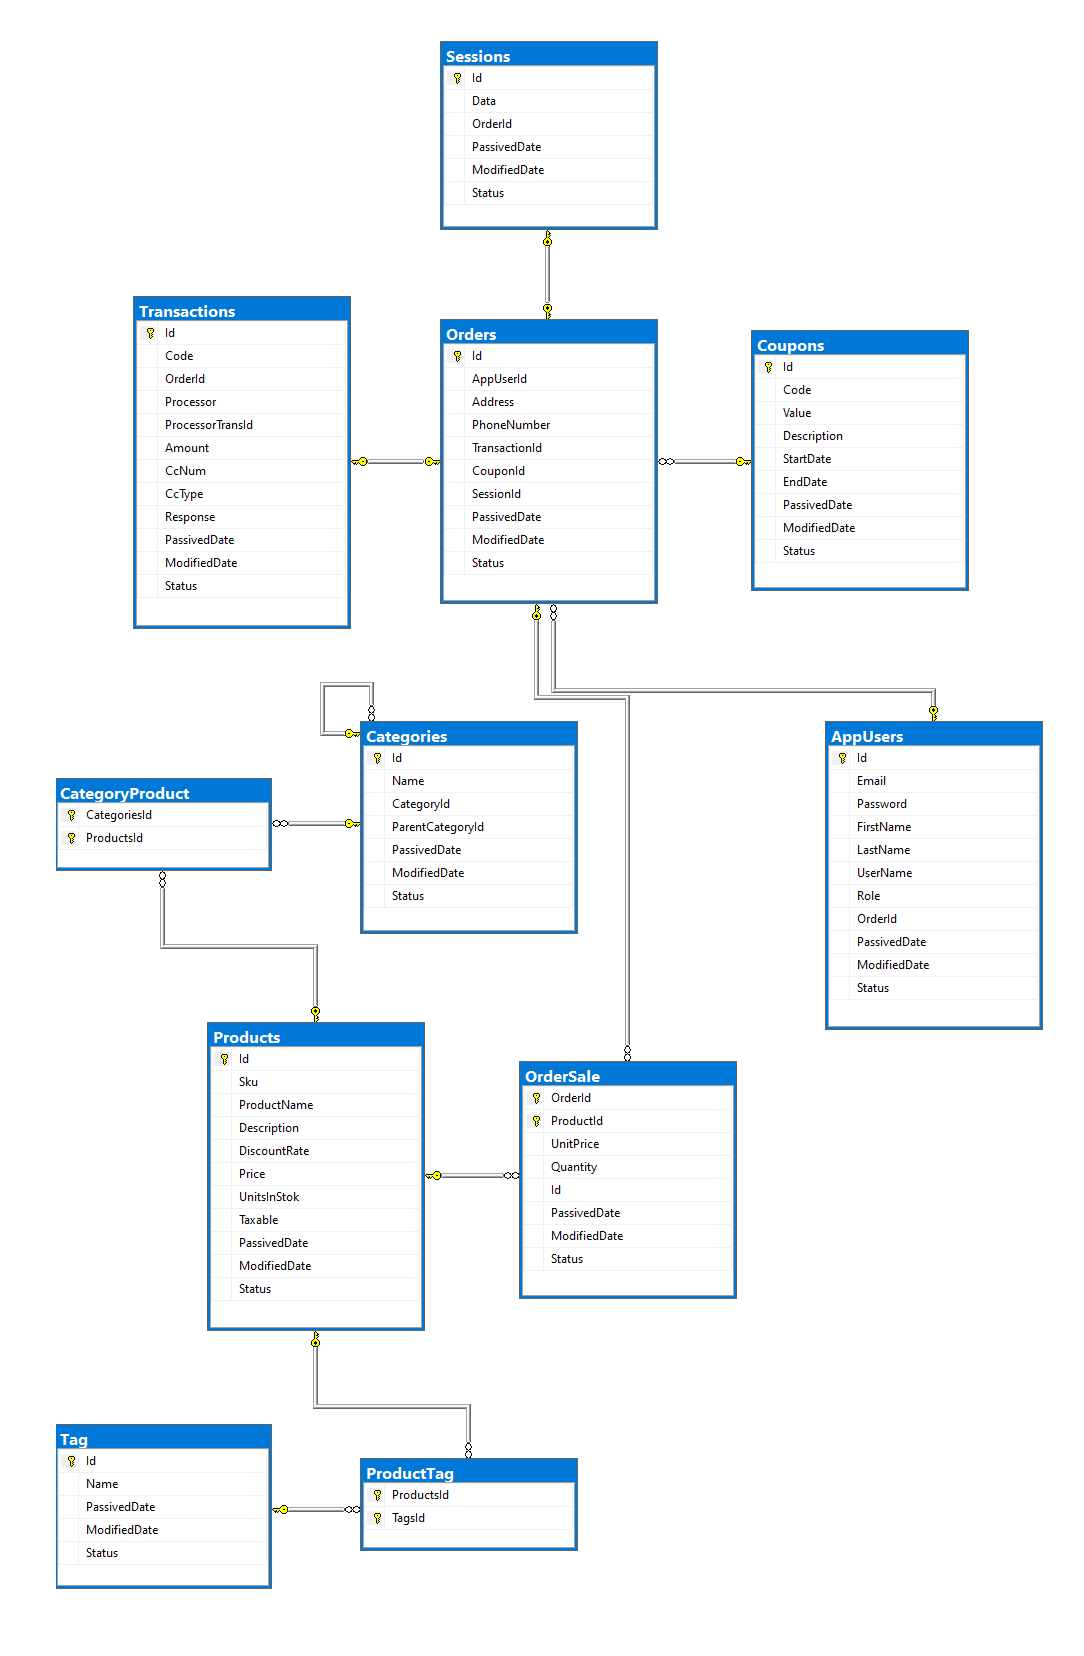 Sessions
Id
Data
OrderId
PassivedDate
ModifiedDate
Status
Transactions
Id
Code
OrderId
Processor
ProcessorTransId
Amount
CcNum
CcType
Response
PassivedDate
ModifiedDate
Status
Orders
Id
AppUserId
Address
PhoneNumber
TransactionId
CouponId
SessionId
PassivedDate
ModifiedDate
Status
Coupons
Id
Code
Value
Description
StartDate
EndDate
PassivedDate
ModifiedDate
Status
Categories
Id
Name
CategoryId
ParentCategoryId
PassivedDate
ModifiedDate
Status
AppUsers
Id
Email
Password
FirstName
LastName
UserName
Role
OrderId
PassivedDate
ModifiedDate
Status
CategoryProduct
CategoriesId
ProductsId
Products
Id
Sku
ProductName
Description
DiscountRate
Price
UnitsInStok
Taxable
PassivedDate
ModifiedDate
Status
OrderSale
OrderId
ProductId
UnitPrice
Quantity
Id
PassivedDate
ModifiedDate
Status
Tag
Id
Name
PassivedDate
ModifiedDate
Status
ProductTag
ProductsId
TagsId